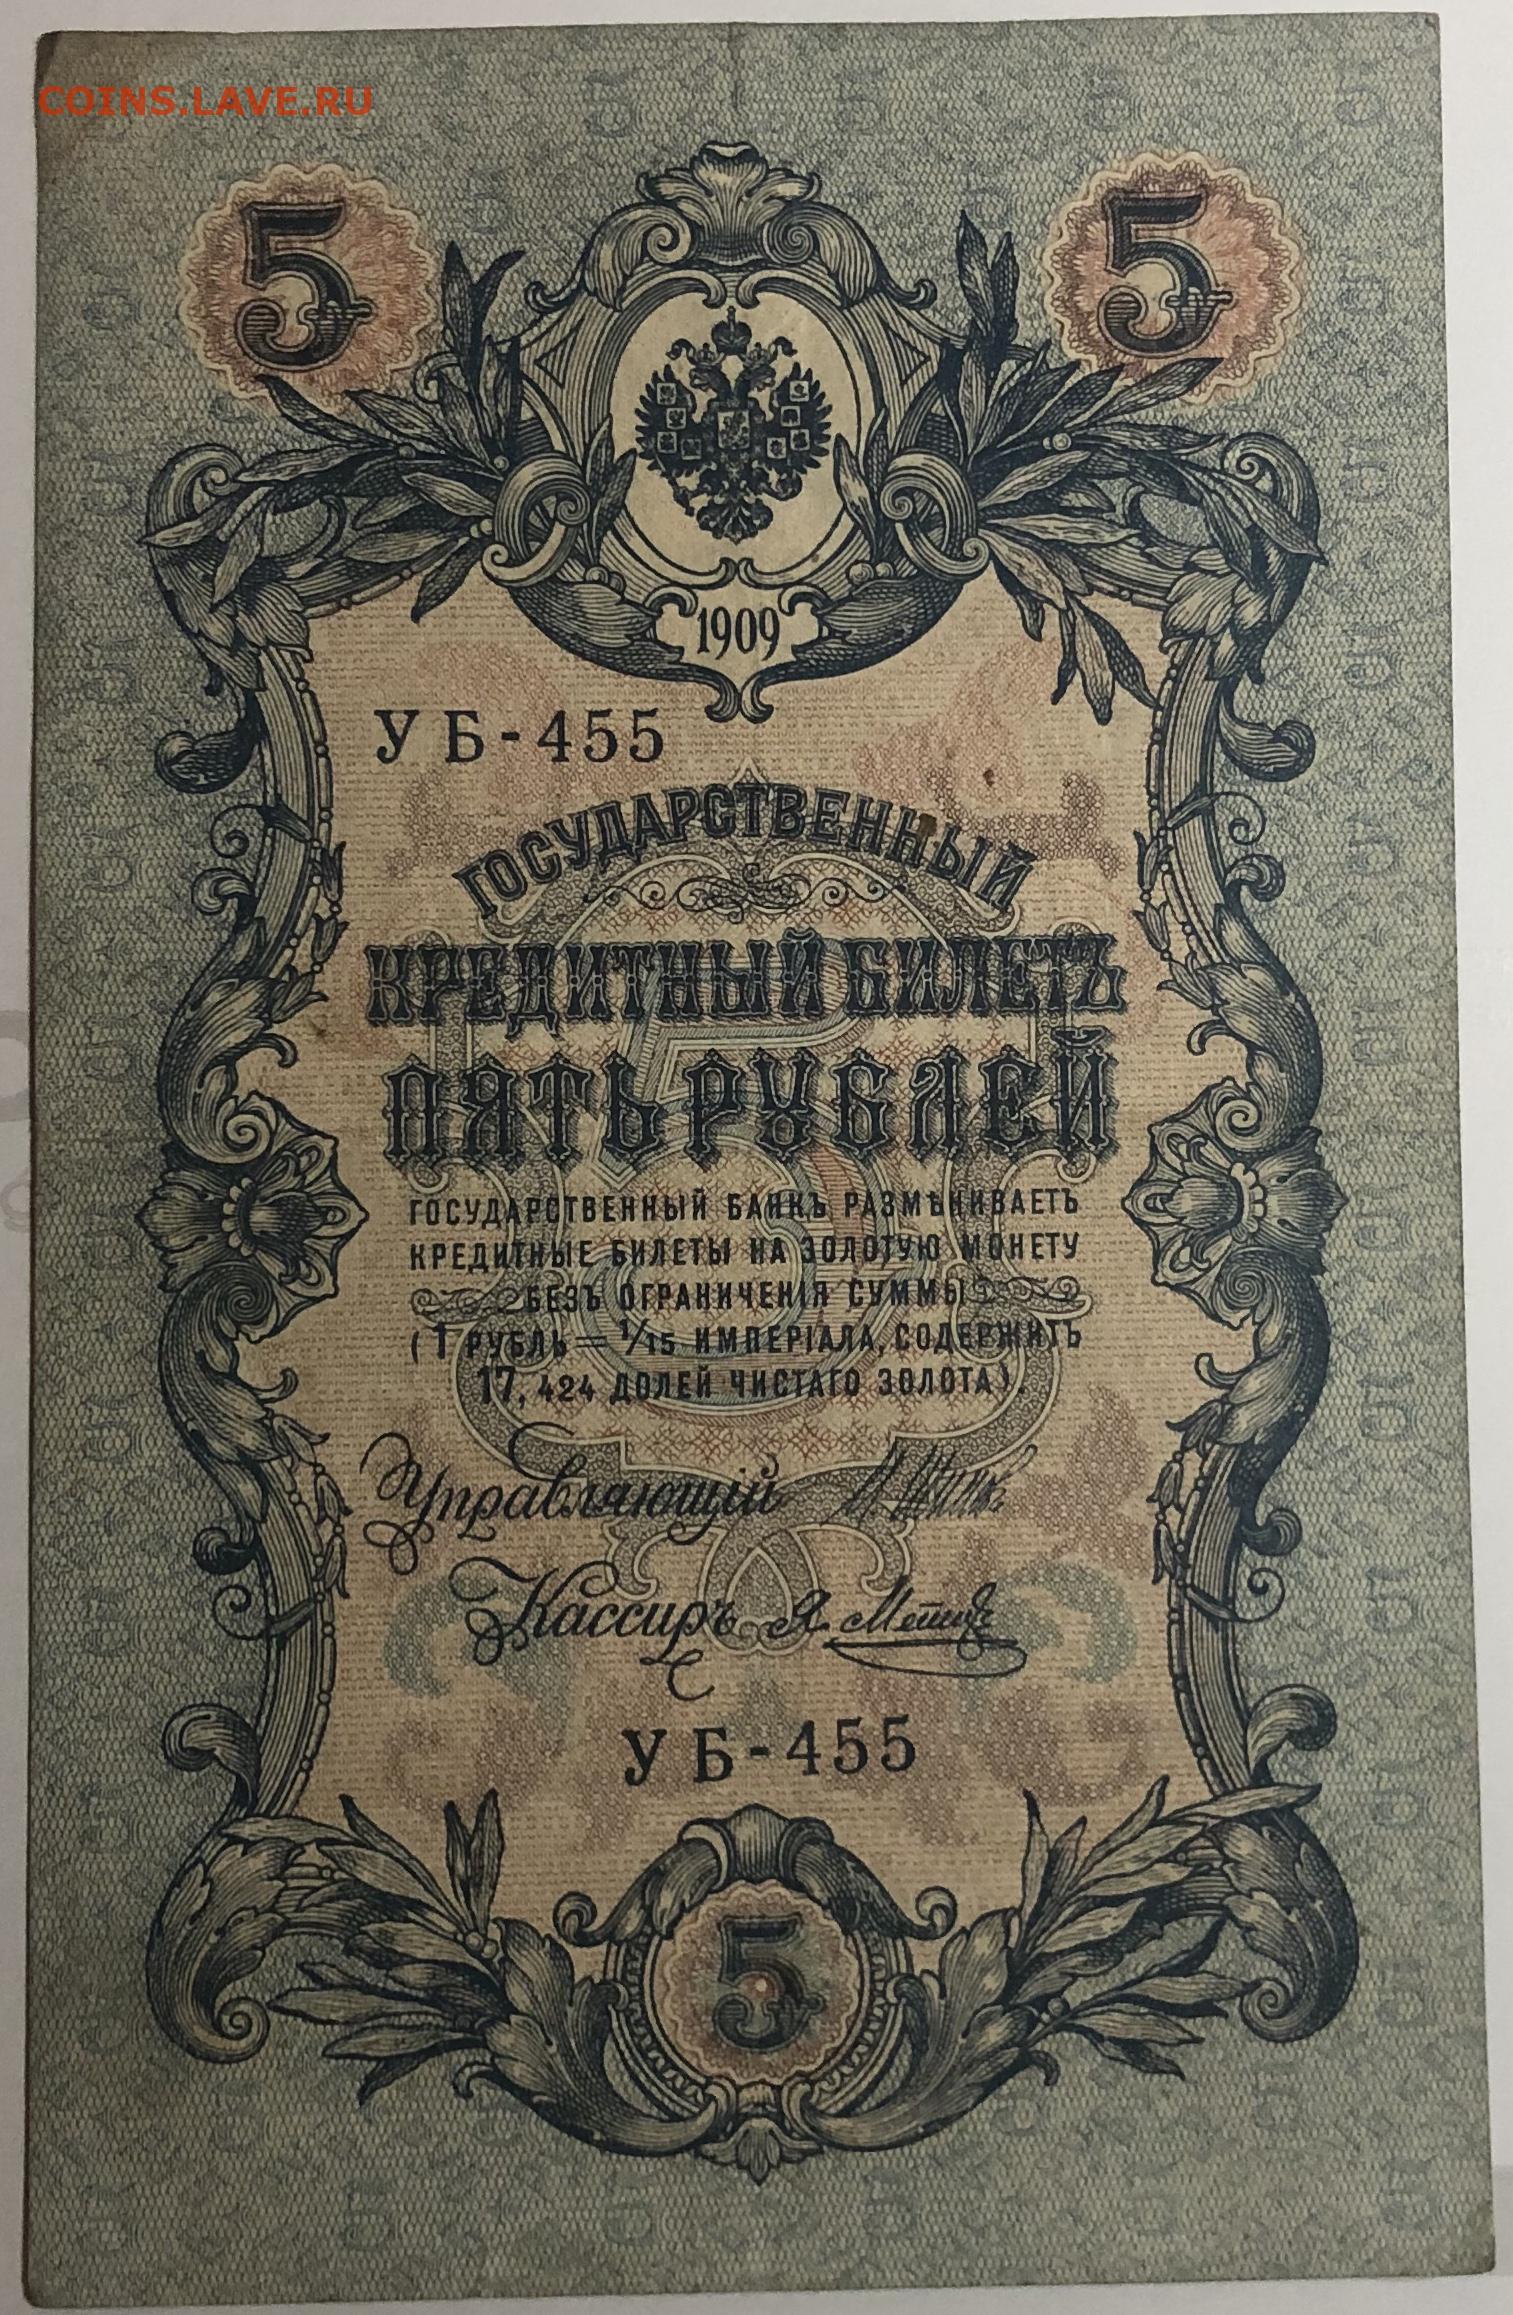 COINS.LAVE.RU
5 5
1909
УБ-455
ГОСУДАРСТВЕННЫЙ
КРЕДИТНЫЙ БИЛЕТЪ
ПЯТЬ РУБЛЕЙ
ГОСУДАРСТВЕННЫЙ БАНКЪ РАЗМѢНИВАЕТЪ
КРЕДИТНЫЕ БИЛЕТЫ НА ЗОЛОТУЮ МОНЕТУ
БЕЗЪ ОГРАНИЧЕНІЯ СУММЫ
(1 РУБЛЬ = 1/15 ИМПЕРІАЛА, СОДЕРЖИТЪ
17,424 ДОЛЕЙ ЧИСТАГО ЗОЛОТА).
Управляющій
Кассиръ Я. Метцъ
УБ-455
5